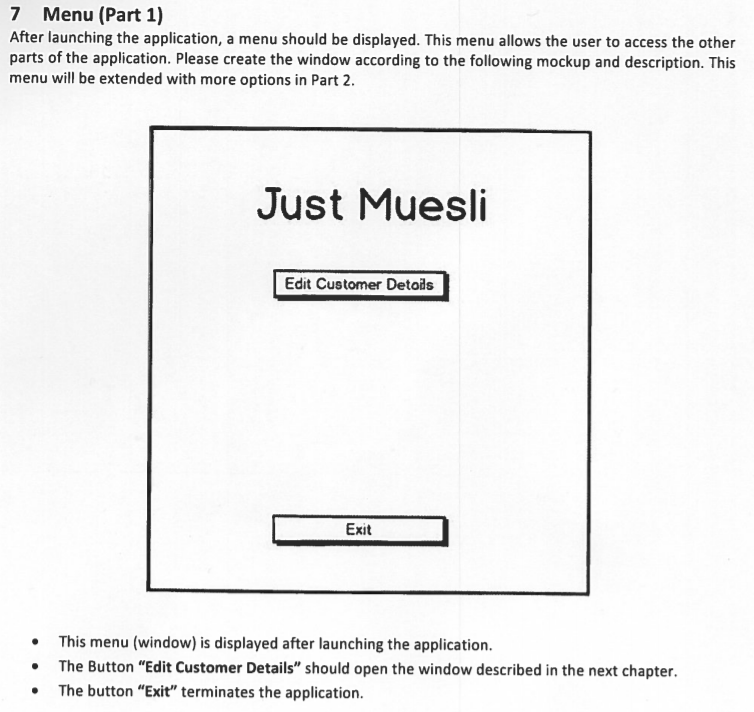 7 Menu (Part 1)
After launching the application, a menu should be displayed. This menu allows the user to access the other
parts of the application. Please create the window according to the following mockup and description. This
menu will be extended with more options in Part 2.
Just Muesli
Edit Customer Details
Exit
• This menu (window) is displayed after launching the application.
• The Button “Edit Customer Details” should open the window described in the next chapter.
• The button “Exit” terminates the application.